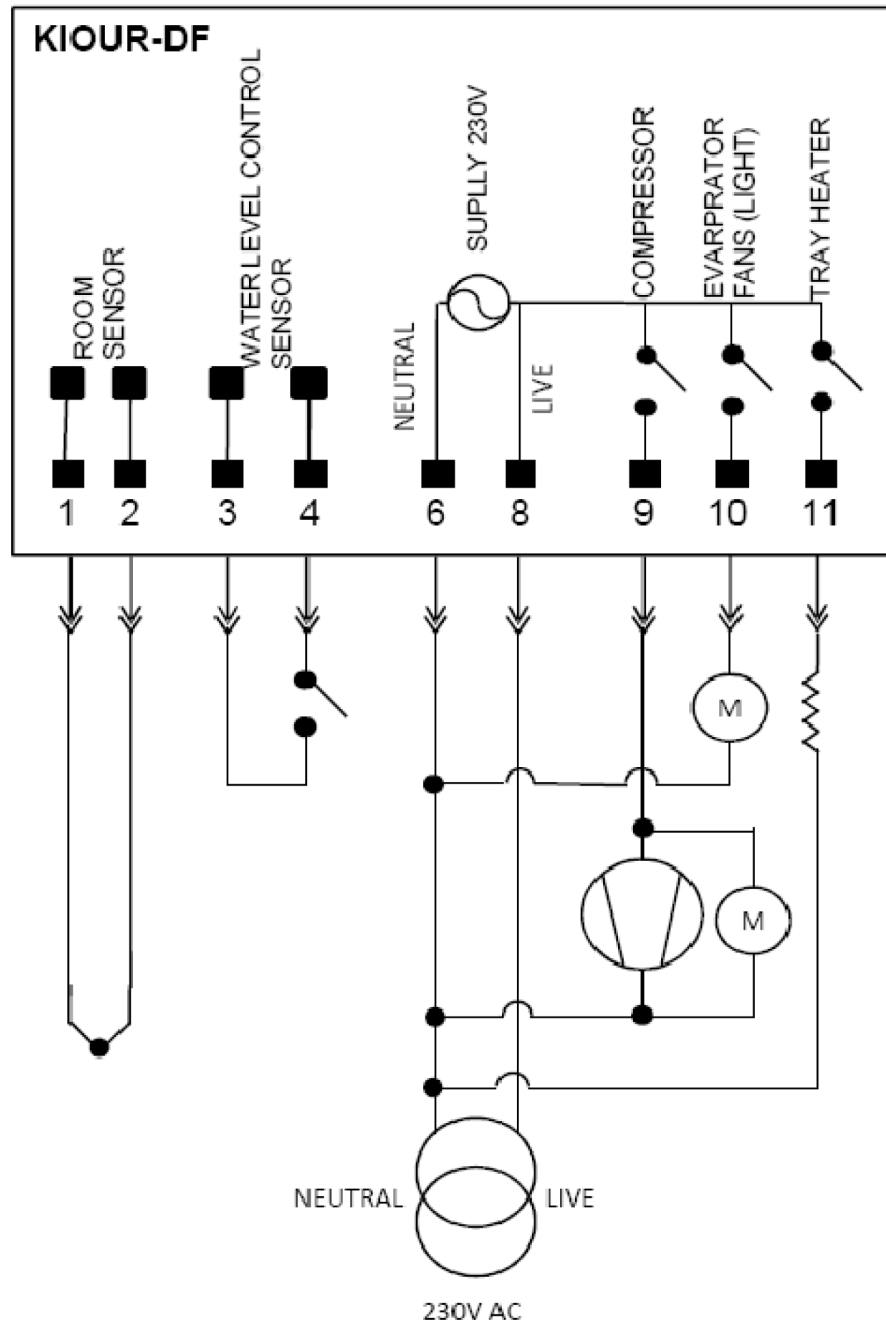 KIOUR-DF
ROOM
SENSOR
WATER LEVEL CONTROL
SENSOR
NEUTRAL
SUPLLY 230V
LIVE
COMPRESSOR
EVARPRATOR
FANS (LIGHT)
TRAY HEATER
1 2 3 4 6 8 9 10 11
M
M
NEUTRAL LIVE
230V AC